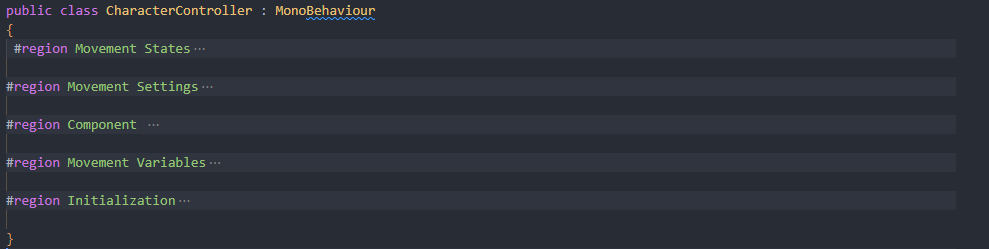 public class CharacterController : MonoBehaviour
{
#region Movement States ...
#region Movement Settings ...
#region Component ...
#region Movement Variables ...
#region Initialization ...
}